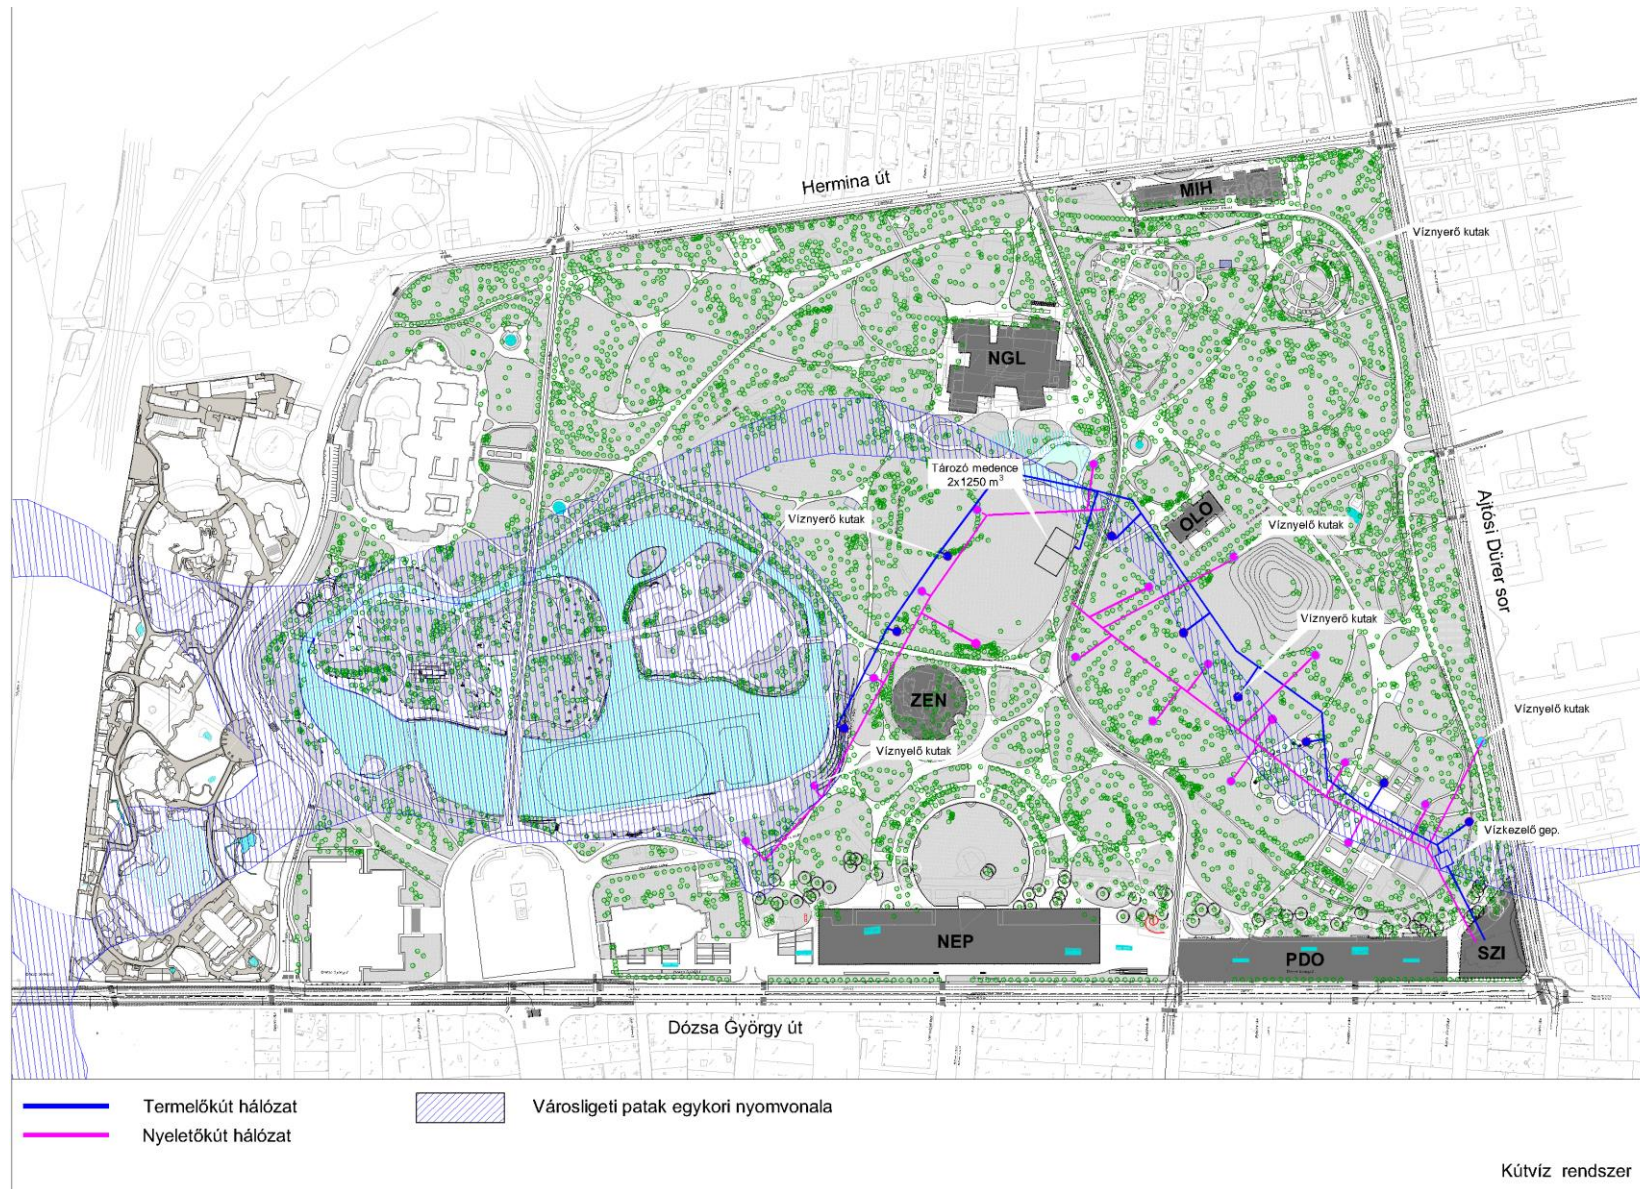 Hermina út
MIH
Víznyerő kutak
NGL
Tározó medence
2x1250 m³
Víznyerő kutak
OLO
Víznyelő kutak
Ajtósi Dürer sor
Víznyerő kutak
ZEN
Víznyelő kutak
Víznyelő kutak
Vízkezelő gep.
NEP
PDO
SZI
Dózsa György út
Termelőkút hálózat
Városligeti patak egykori nyomvonala
Nyeletőkút hálózat
Kútvíz rendszer